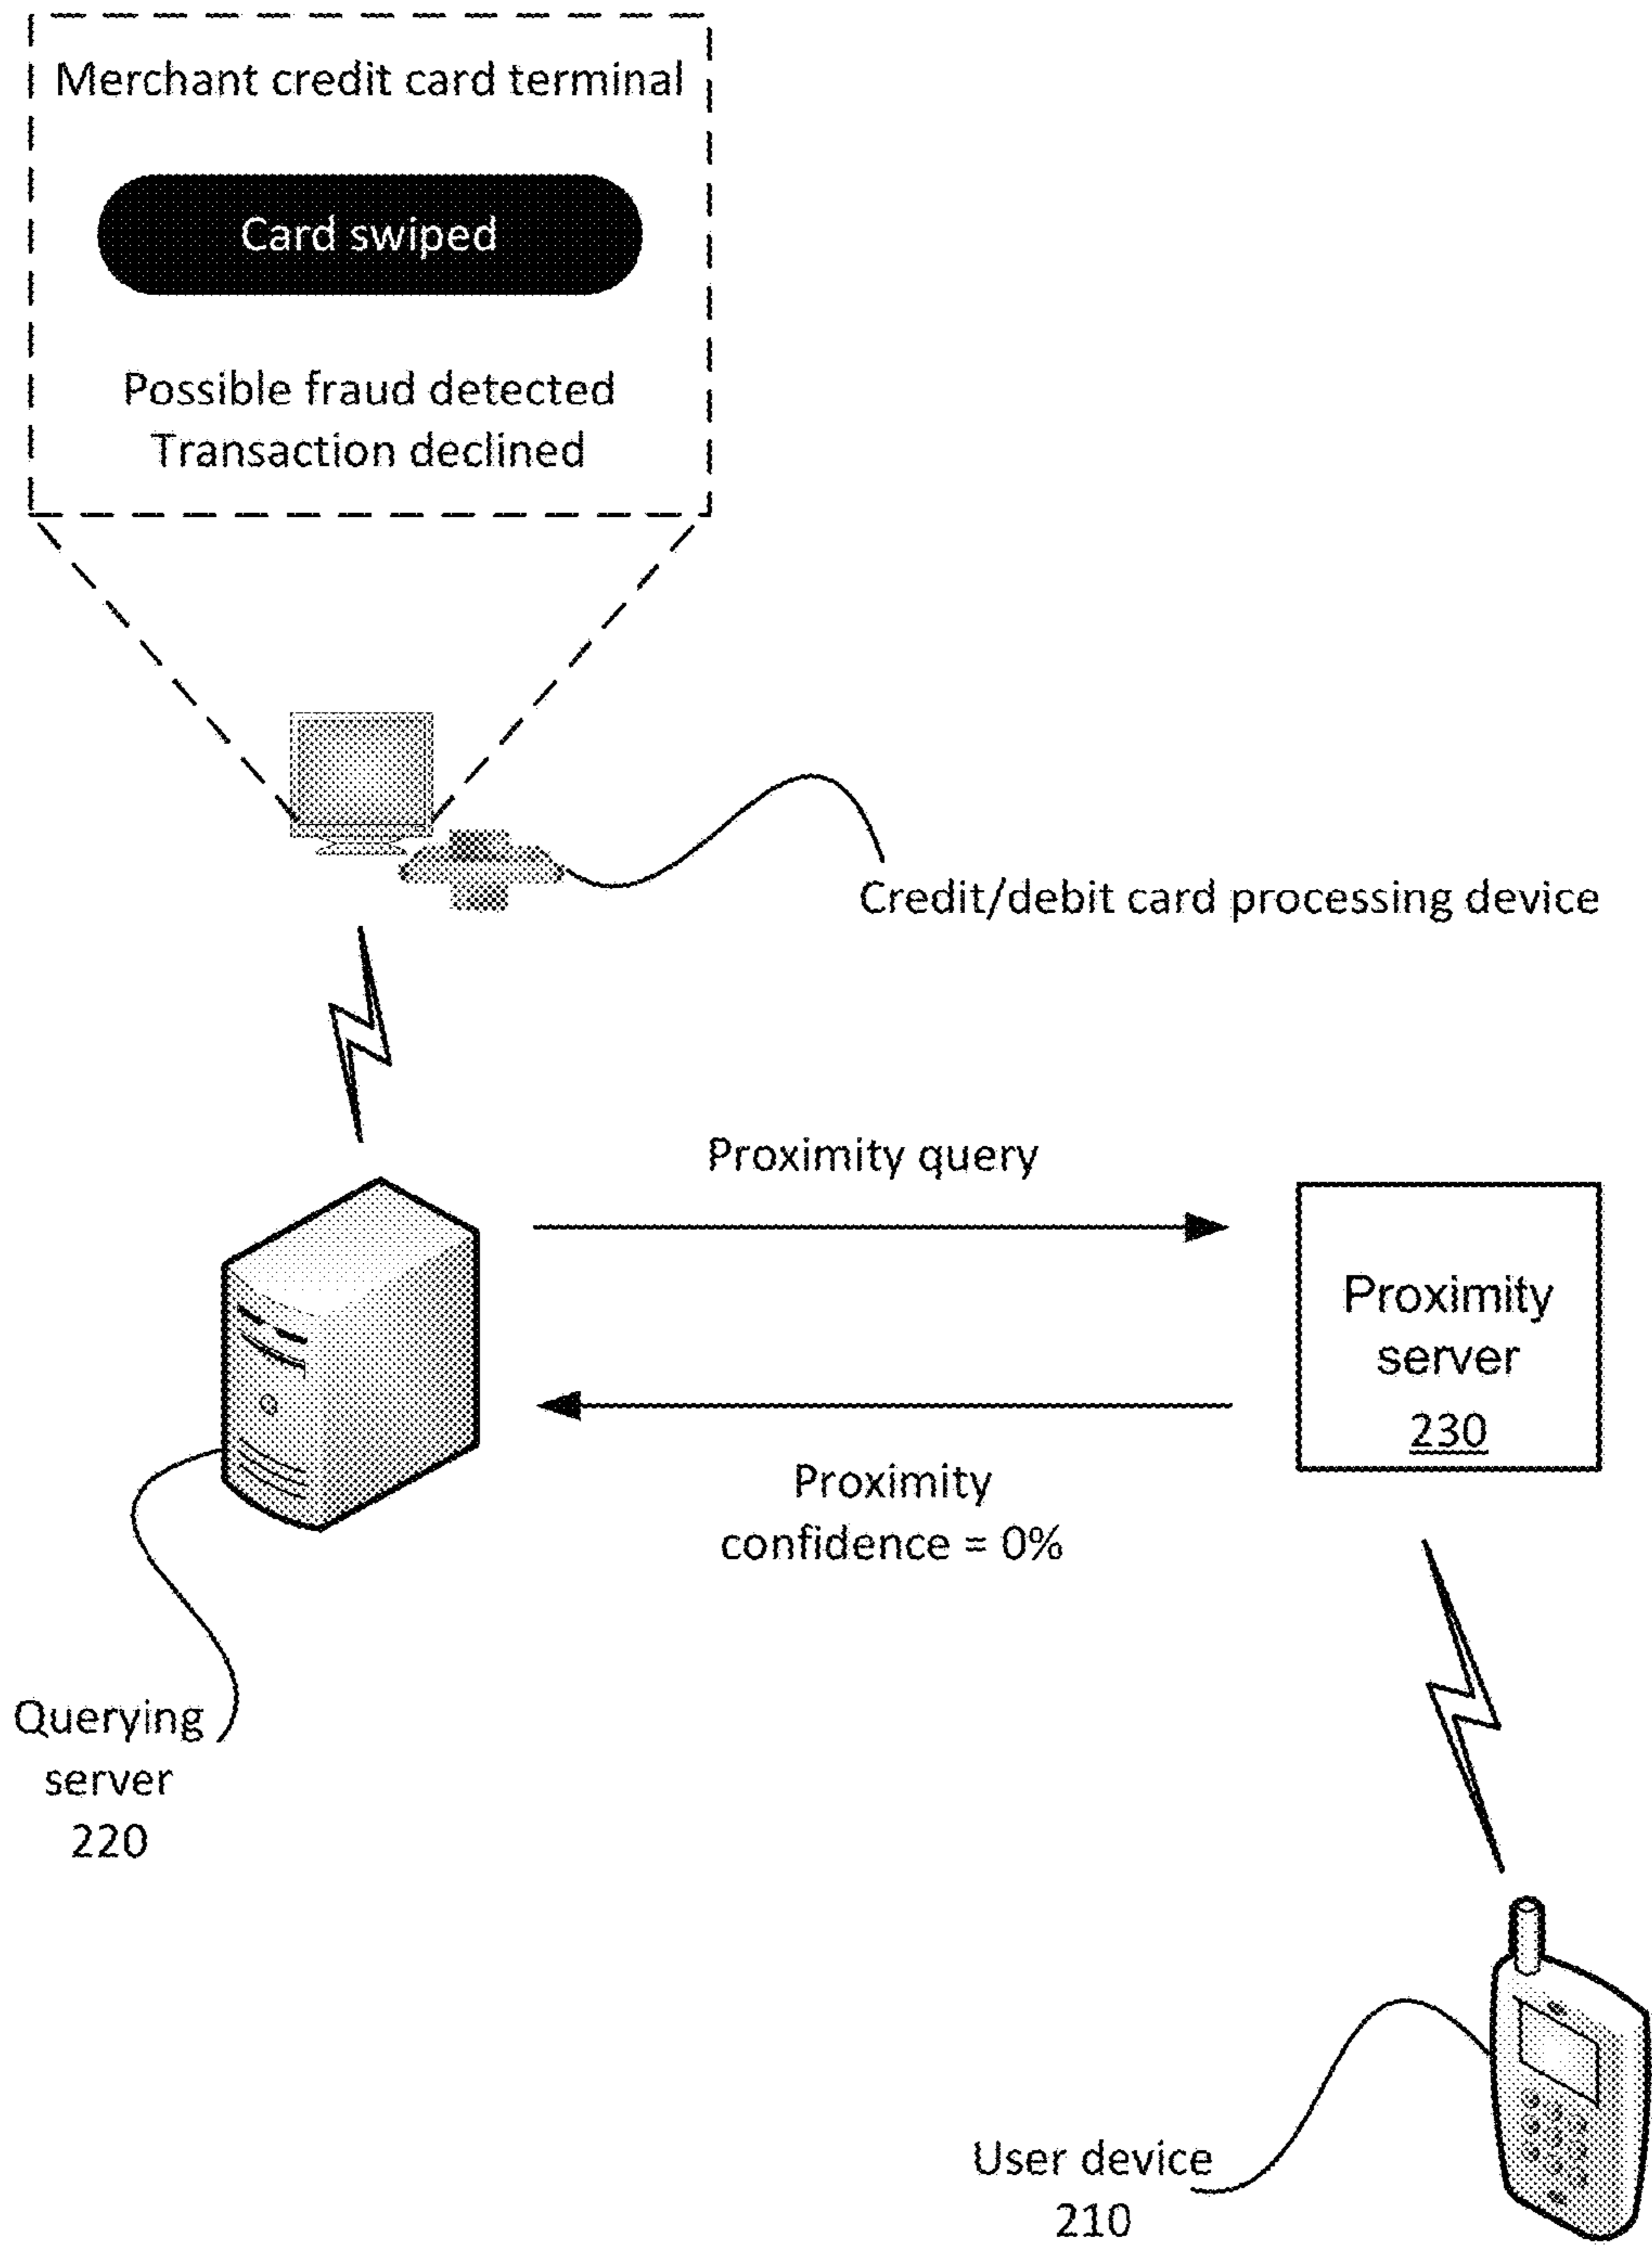 Merchant credit card terminal
Card swiped
Possible fraud detected
Transaction declined
Credit/debit card processing device
Proximity query
Proximity
server
230
Proximity
confidence = 0%
Querying
server
220
User device
210